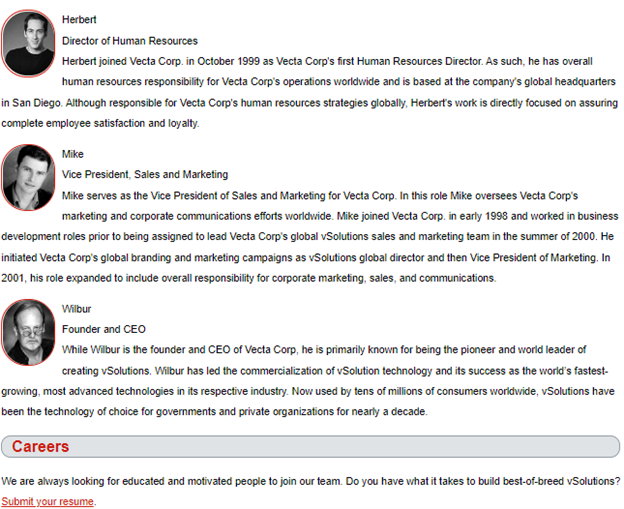 Herbert
Director of Human Resources
Herbert joined Vecta Corp. in October 1999 as Vecta Corp's first Human Resources Director. As such, he has overall
human resources responsibility for Vecta Corp's operations worldwide and is based at the company's global headquarters
in San Diego. Although responsible for Vecta Corp's human resources strategies globally, Herbert's work is directly focused on assuring
complete employee satisfaction and loyalty.
Mike
Vice President, Sales and Marketing
Mike serves as the Vice President of Sales and Marketing for Vecta Corp. In this role Mike oversees Vecta Corp's
marketing and corporate communications efforts worldwide. Mike joined Vecta Corp. in early 1998 and worked in business
development roles prior to being assigned to lead Vecta Corp's global vSolutions sales and marketing team in the summer of 2000. He
initiated Vecta Corp's global branding and marketing campaigns as vSolutions global director and then Vice President of Marketing. In
2001, his role expanded to include overall responsibility for corporate marketing, sales, and communications.
Wilbur
Founder and CEO
While Wilbur is the founder and CEO of Vecta Corp, he is primarily known for being the pioneer and world leader of
creating vSolutions. Wilbur has led the commercialization of vSolution technology and its success as the world's fastest-
growing, most advanced technologies in its respective industry. Now used by tens of millions of consumers worldwide, vSolutions have
been the technology of choice for governments and private organizations for nearly a decade.
Careers
We are always looking for educated and motivated people to join our team. Do you have what it takes to build best-of-breed vSolutions?
Submit your resume.